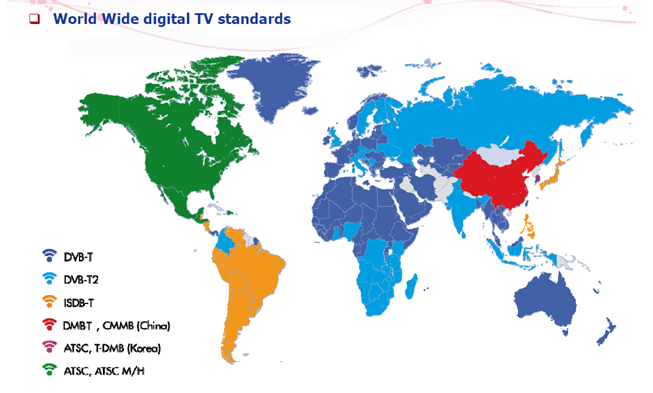 World Wide digital TV standards
DVB-T
DVB-T2
ISDB-T
DMBT , CMMB (China)
ATSC, T-DMB (Korea)
ATSC, ATSC M/H